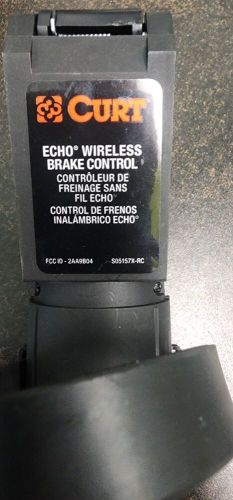 CURT
ECHO® WIRELESS
BRAKE CONTROL
CONTRÔLEUR DE
FREINAGE SANS
FIL ECHO®
CONTROL DE FRENOS
INALÁMBRICO ECHO®
FCC ID - 2AA9B04 S05157X-RC